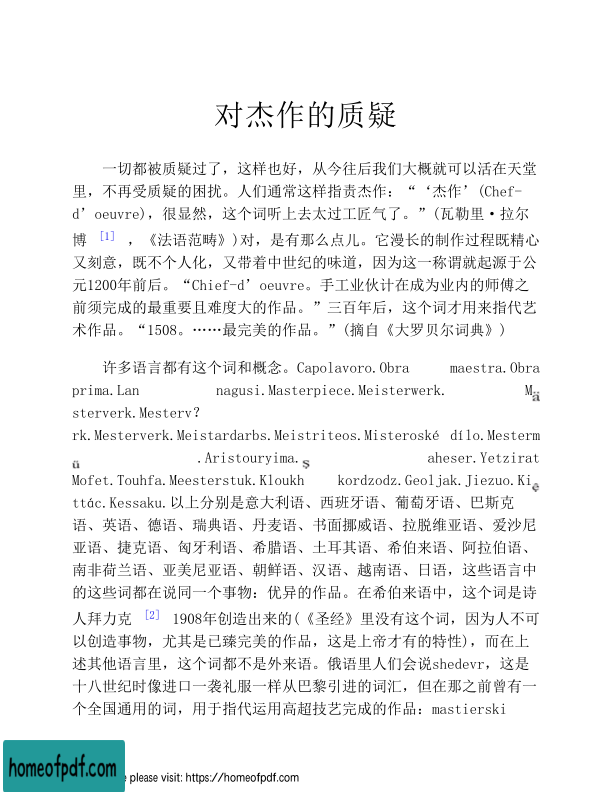 对杰作的质疑
一切都被质疑过了，这样也好，从今往后我们大概就可以活在天堂
里，不再受质疑的困扰。人们通常这样指责杰作：“‘杰作’(Chef-
d’oeuvre)，很显然，这个词听上去太过工匠气了。”(瓦勒里·拉尔
博 [1] ，《法语范畴》)对，是有那么点儿。它漫长的制作过程既精心
又刻意，既不个人化，又带着中世纪的味道，因为这一称谓就起源于公
元1200年前后。“Chief-d’oeuvre。手工业伙计在成为业内的师傅之
前须完成的最重要且难度大的作品。”三百年后，这个词才用来指代艺
术作品。“1508。……最完美的作品。”(摘自《大罗贝尔词典》)
许多语言都有这个词和概念。Capolavoro.Obra maestra.Obra
prima.Lan nagusi.Masterpiece.Meisterwerk. Mä
sterverk.Mesterv?
rk.Mesterverk.Meistardarbs.Meistriteos.Misteroské dílo.Mesterm
ü .Aristouryima.ş aheser.Yetzirat
Mofet.Touhfa.Meesterstuk.Kloukh kordzodz.Geoljak.Jiezuo.Ki
ệ
ttác.Kessaku.以上分别是意大利语、西班牙语、葡萄牙语、巴斯克
语、英语、德语、瑞典语、丹麦语、书面挪威语、拉脱维亚语、爱沙尼
亚语、捷克语、匈牙利语、希腊语、土耳其语、希伯来语、阿拉伯语、
南非荷兰语、亚美尼亚语、朝鲜语、汉语、越南语、日语，这些语言中
的这些词都在说同一个事物：优异的作品。在希伯来语中，这个词是诗
人拜力克 [2] 1908年创造出来的(《圣经》里没有这个词，因为人不可
以创造事物，尤其是已臻完美的作品，这是上帝才有的特性)，而在上
述其他语言里，这个词都不是外来语。俄语里人们会说shedevr，这是
十八世纪时像进口一袭礼服一样从巴黎引进的词汇，但在那之前曾有一
个全国通用的词，用于指代运用高超技艺完成的作品：mastierski
homeofpdf.com
e please visit: https://homeofpdf.com